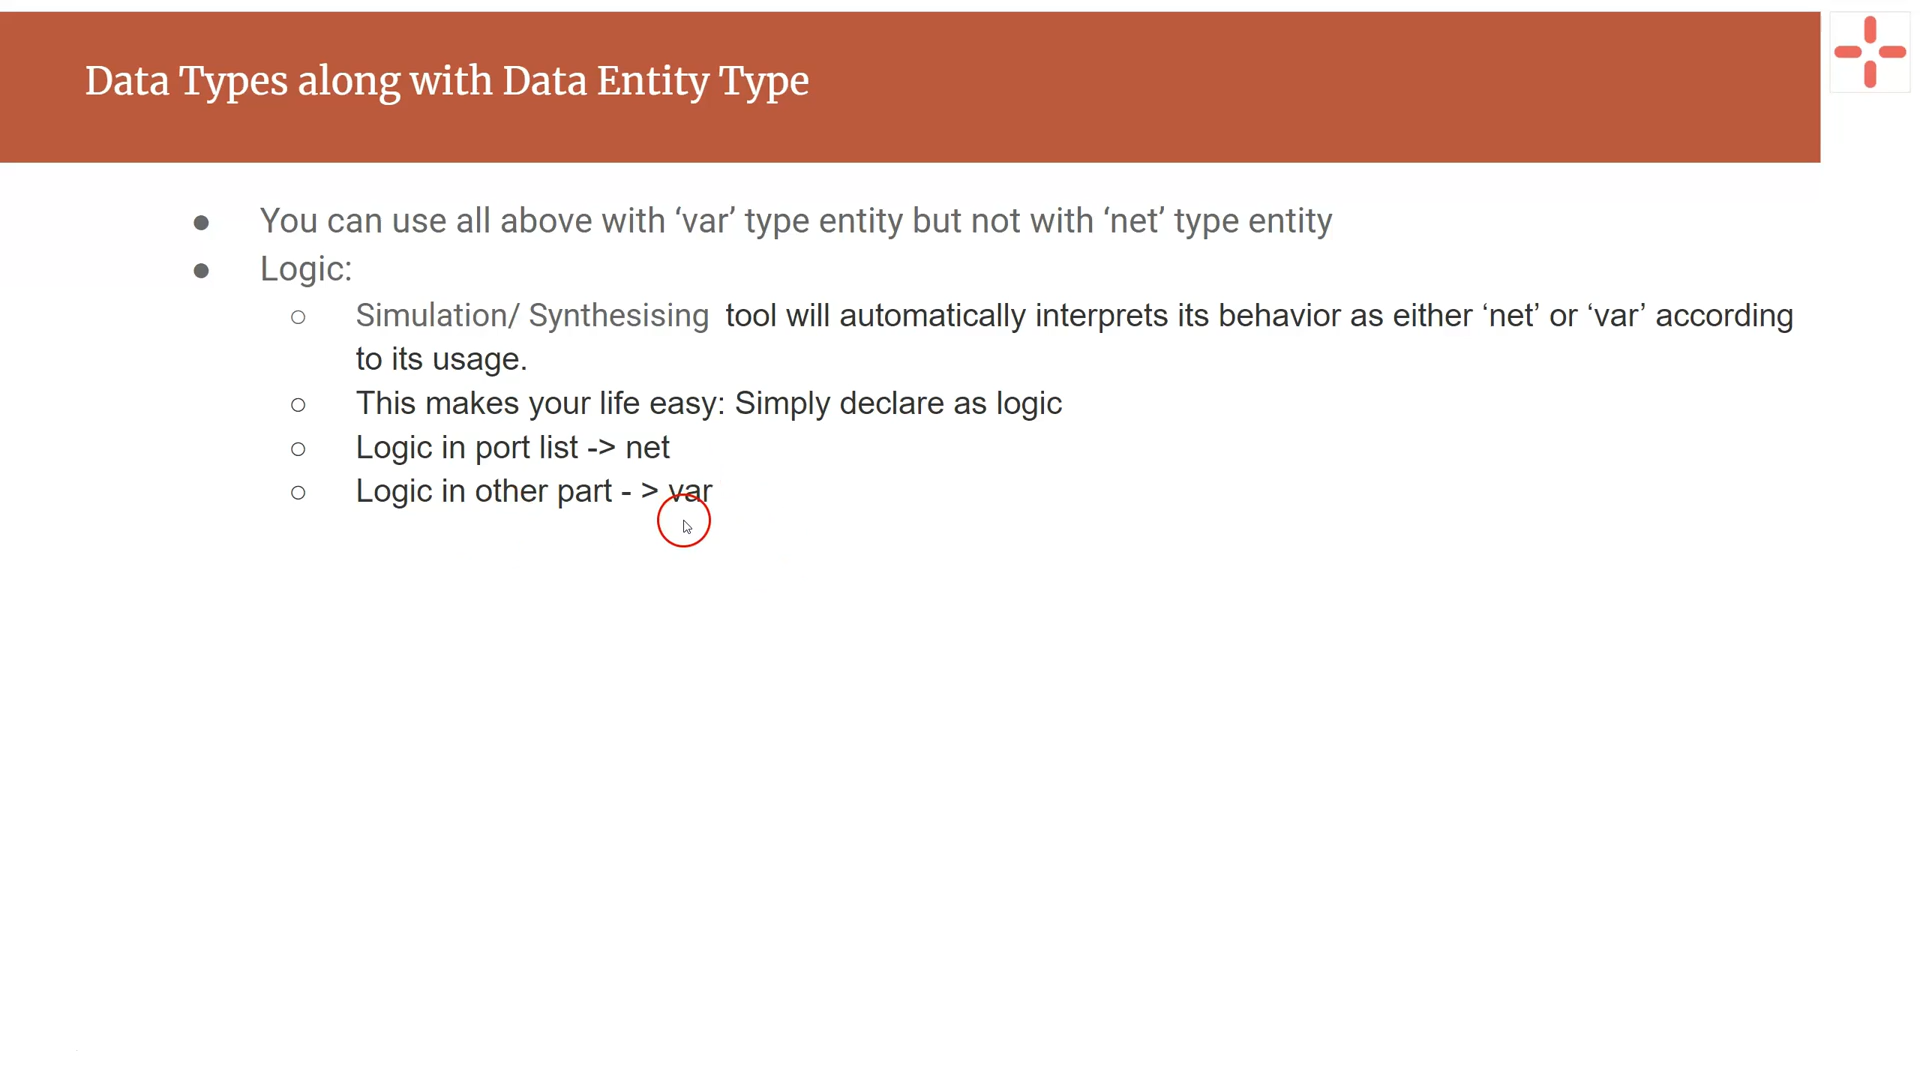 Data Types along with Data Entity Type
● You can use all above with ‘var’ type entity but not with ‘net’ type entity
● Logic:
○ Simulation/ Synthesising tool will automatically interprets its behavior as either ‘net’ or ‘var’ according
to its usage.
○ This makes your life easy: Simply declare as logic
○ Logic in port list -> net
○ Logic in other part - > var